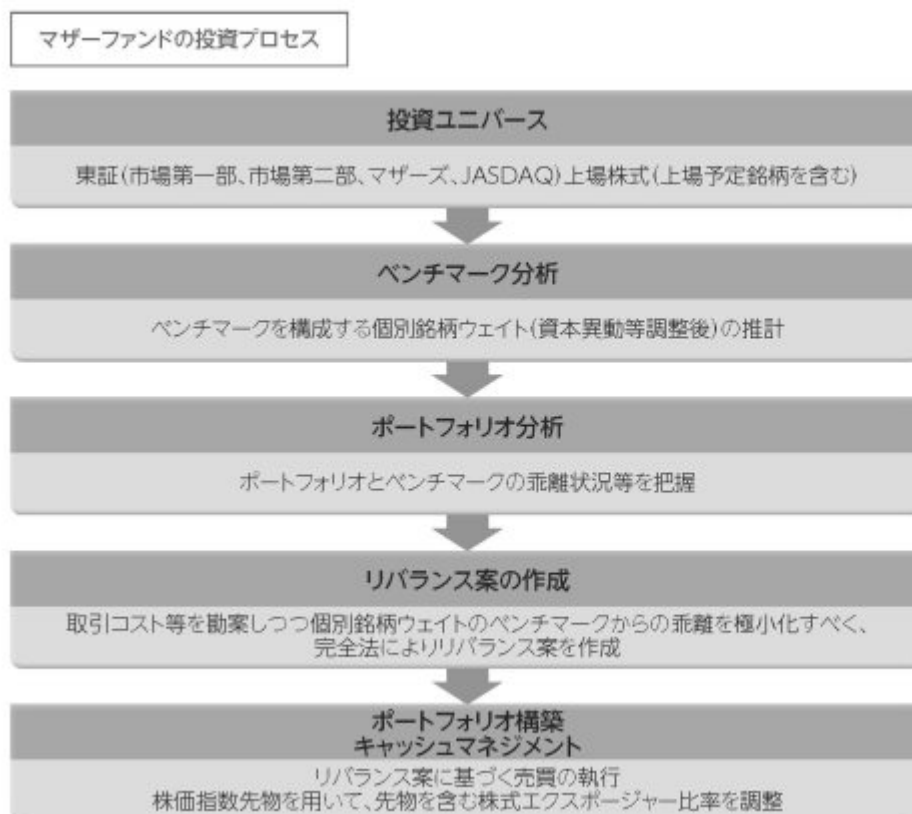 マザーファンドの投資プロセス
投資ユニバース
東証(市場第一部、市場第二部、マザーズ、JASDAQ)上場株式(上場予定銘柄を含む)
ベンチマーク分析
ベンチマークを構成する個別銘柄ウェイト(資本異動等調整後)の推計
ポートフォリオ分析
ポートフォリオとベンチマークの乖離状況等を把握
リバランス案の作成
取引コスト等を勘案しつつ個別銘柄ウェイトのベンチマークからの乖離を極小化すべく、
完全法によりリバランス案を作成
ポートフォリオ構築
キャッシュマネジメント
リバランス案に基づく売買の執行
株価指数先物を用いて、先物を含む株式エクスポージャー比率を調整